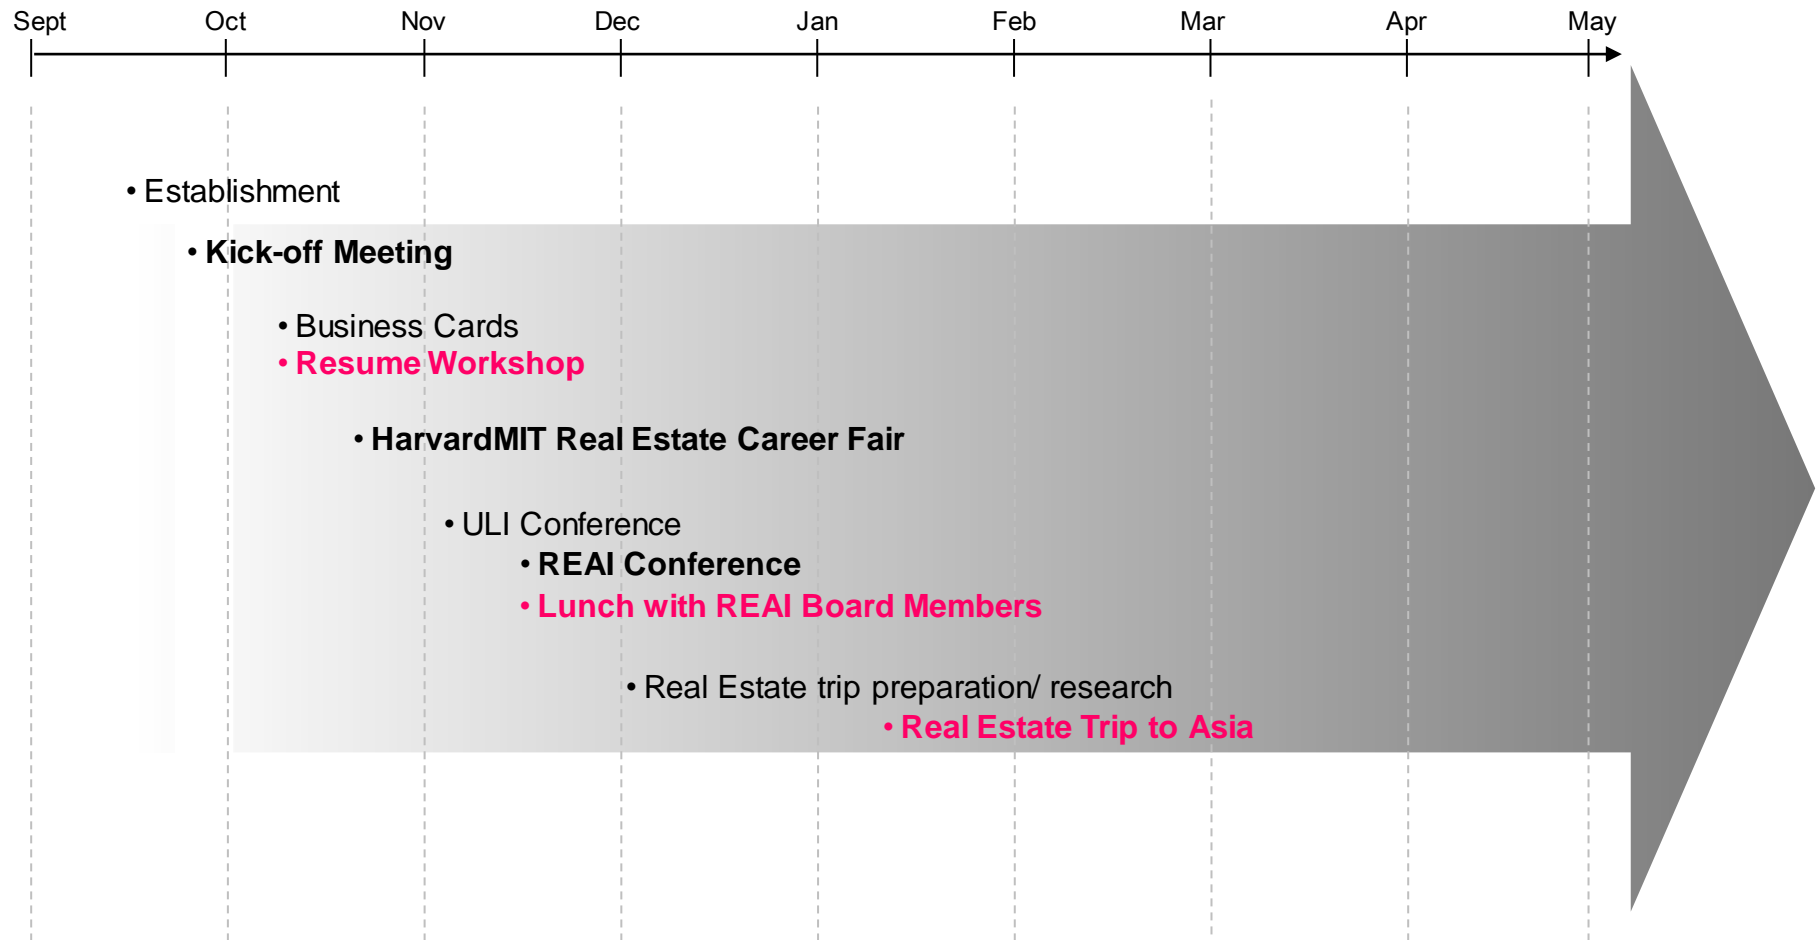 Sept Oct Nov Dec Jan Feb Mar Apr May
• Establishment
• Kick-off Meeting
• Business Cards
• Resume Workshop
• HarvardMIT Real Estate Career Fair
• ULI Conference
• REAI Conference
• Lunch with REAI Board Members
• Real Estate trip preparation/ research
• Real Estate Trip to Asia